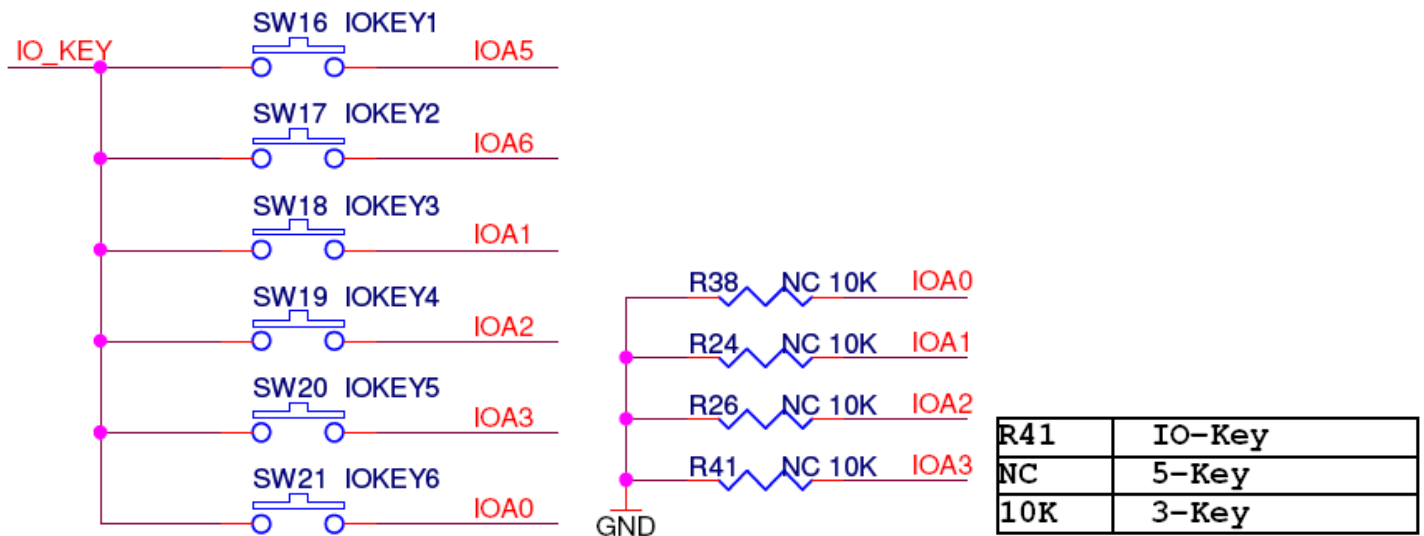 SW16 IOKEY1
IO_KEY
IOA5
SW17 IOKEY2
IOA6
SW18 IOKEY3
IOA1
SW19 IOKEY4
IOA2
SW20 IOKEY5
IOA3
SW21 IOKEY6
IOA0
R38 NC 10K IOA0
R24 NC 10K IOA1
R26 NC 10K IOA2
R41 NC 10K IOA3
GND
R41 IO-Key
NC 5-Key
10K 3-Key